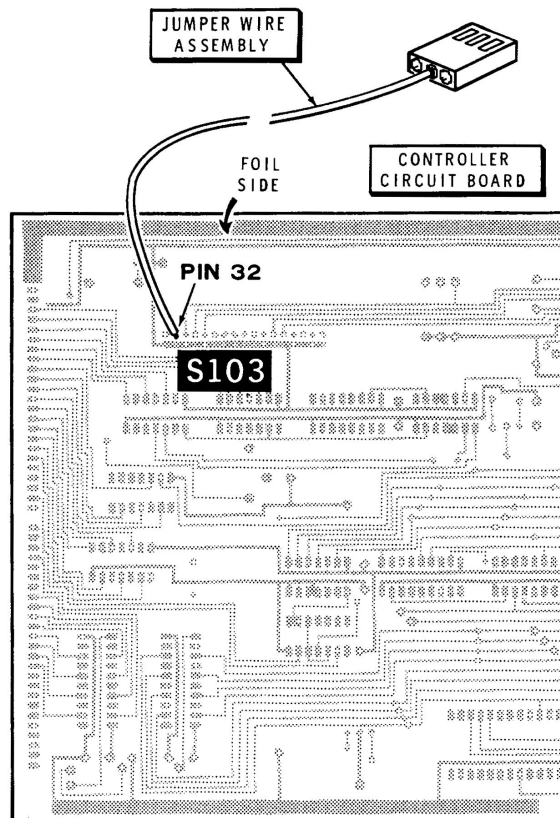 JUMPER WIRE
ASSEMBLY
FOIL
SIDE
CONTROLLER
CIRCUIT BOARD
PIN 32
S103